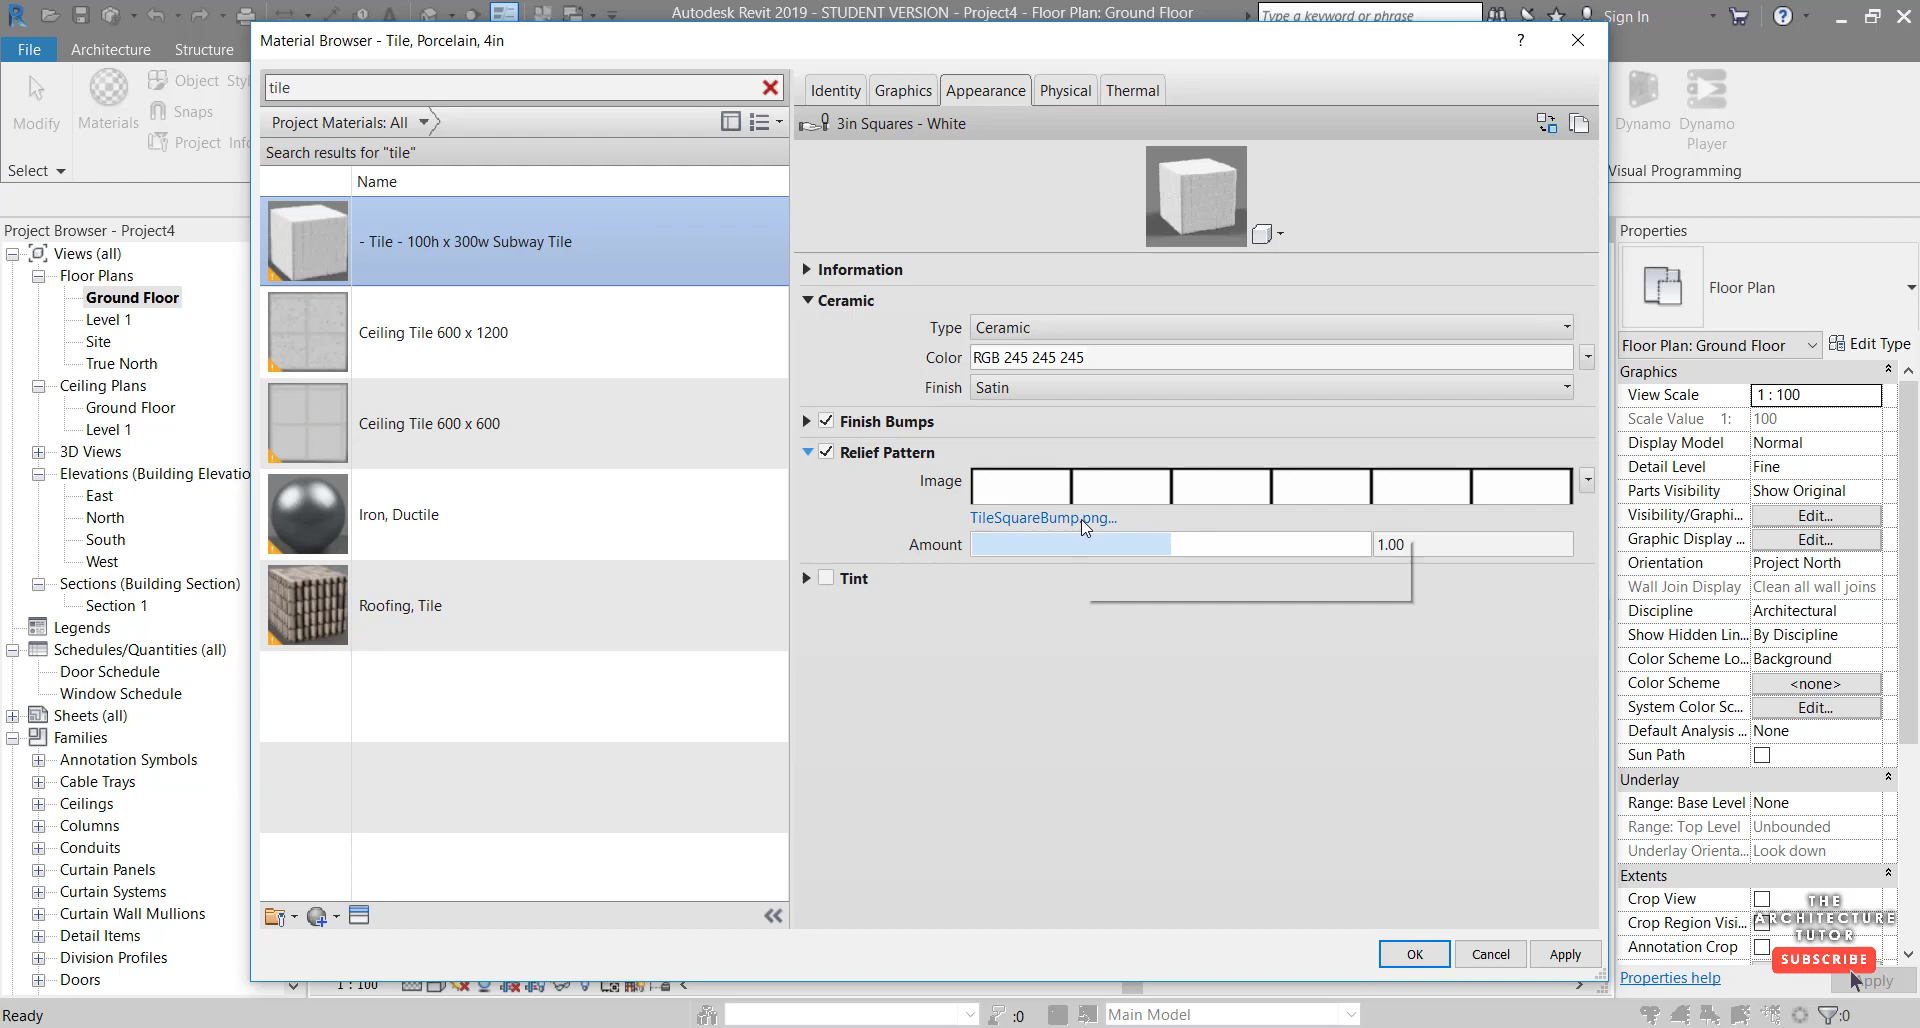 Autodesk Revit 2019 - STUDENT VERSION - Project4 - Floor Plan: Ground Floor
Type a keyword or phrase
Sign In
File
Architecture
Structure
Modify
Materials
Object Styl
Snaps
Project Info
Select
Dynamo
Dynamo Player
Visual Programming
Material Browser - Tile, Porcelain, 4in
tile
Project Materials: All
Search results for "tile"
Name
- Tile - 100h x 300w Subway Tile
Ceiling Tile 600 x 1200
Ceiling Tile 600 x 600
Iron, Ductile
Roofing, Tile
Identity
Graphics
Appearance
Physical
Thermal
3in Squares - White
Information
Ceramic
Type Ceramic
Color RGB 245 245 245
Finish Satin
Finish Bumps
Relief Pattern
Image
TileSquareBump.png...
Amount 1.00
Tint
OK
Cancel
Apply
Project Browser - Project4
Views (all)
Floor Plans
Ground Floor
Level 1
Site
True North
Ceiling Plans
Ground Floor
Level 1
3D Views
Elevations (Building Elevatio
East
North
South
West
Sections (Building Section)
Section 1
Legends
Schedules/Quantities (all)
Door Schedule
Window Schedule
Sheets (all)
Families
Annotation Symbols
Cable Trays
Ceilings
Columns
Conduits
Curtain Panels
Curtain Systems
Curtain Wall Mullions
Detail Items
Division Profiles
Doors
Properties
Floor Plan
Floor Plan: Ground Floor
Edit Type
Graphics
View Scale 1 : 100
Scale Value 1: 100
Display Model Normal
Detail Level Fine
Parts Visibility Show Original
Visibility/Graphi... Edit...
Graphic Display ... Edit...
Orientation Project North
Wall Join Display Clean all wall joins
Discipline Architectural
Show Hidden Lin... By Discipline
Color Scheme Lo... Background
Color Scheme <none>
System Color Sc... Edit...
Default Analysis ... None
Sun Path
Underlay
Range: Base Level None
Range: Top Level Unbounded
Underlay Orienta... Look down
Extents
Crop View
Crop Region Visi...
Annotation Crop
Properties help
THE
ARCHITECTURE
TUTOR
SUBSCRIBE
1 : 100
Ready
:0
Main Model
:0